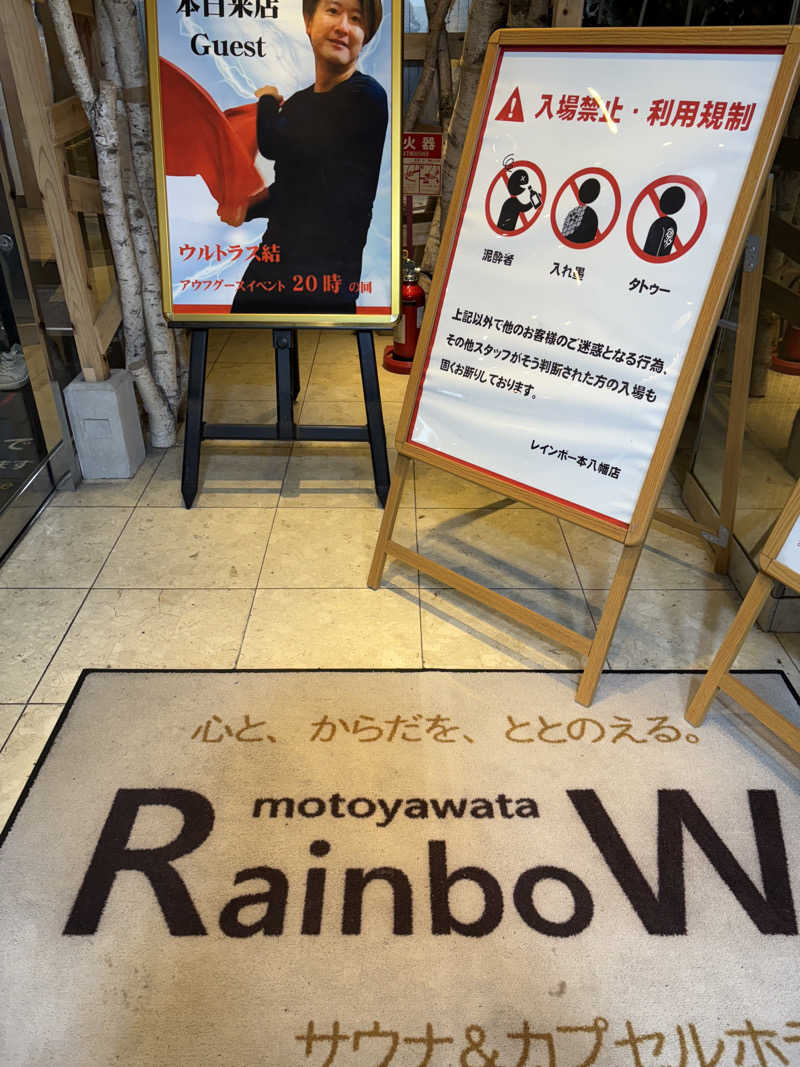 本日来店
Guest
ウルトラス結
アウフグースイベント 20時の回
火器
入場禁止・利用規制
泥酔者
入れ墨
タトゥー
上記以外で他のお客様のご迷惑となる行為、
その他スタッフがそう判断された方の入場も
固くお断りしております。
レインボー本八幡店
で
ます
心と、からだを、ととのえる。
motoyawata
RainboW
サウナ&カプセルホテ